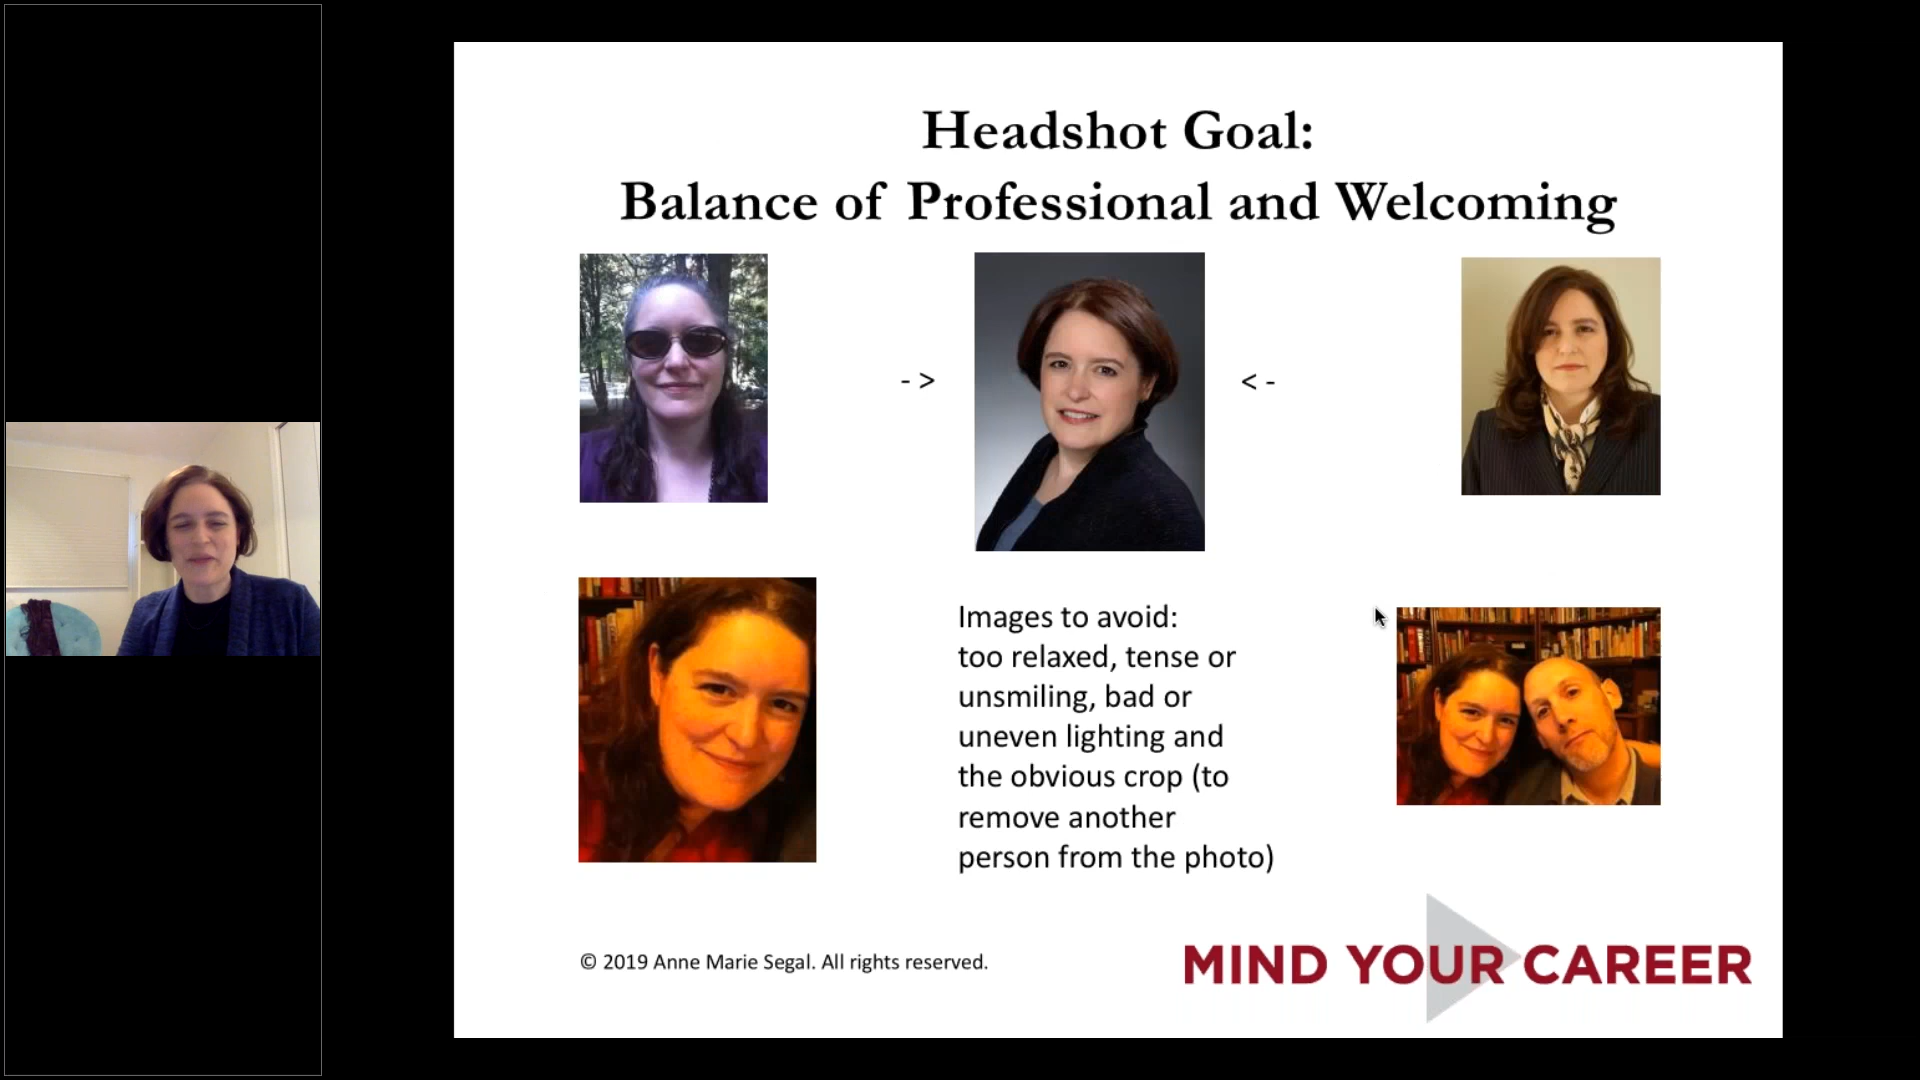 Headshot Goal:
Balance of Professional and Welcoming
- >
< -
Images to avoid:
too relaxed, tense or
unsmiling, bad or
uneven lighting and
the obvious crop (to
remove another
person from the photo)
© 2019 Anne Marie Segal. All rights reserved.
MIND YOUR CAREER